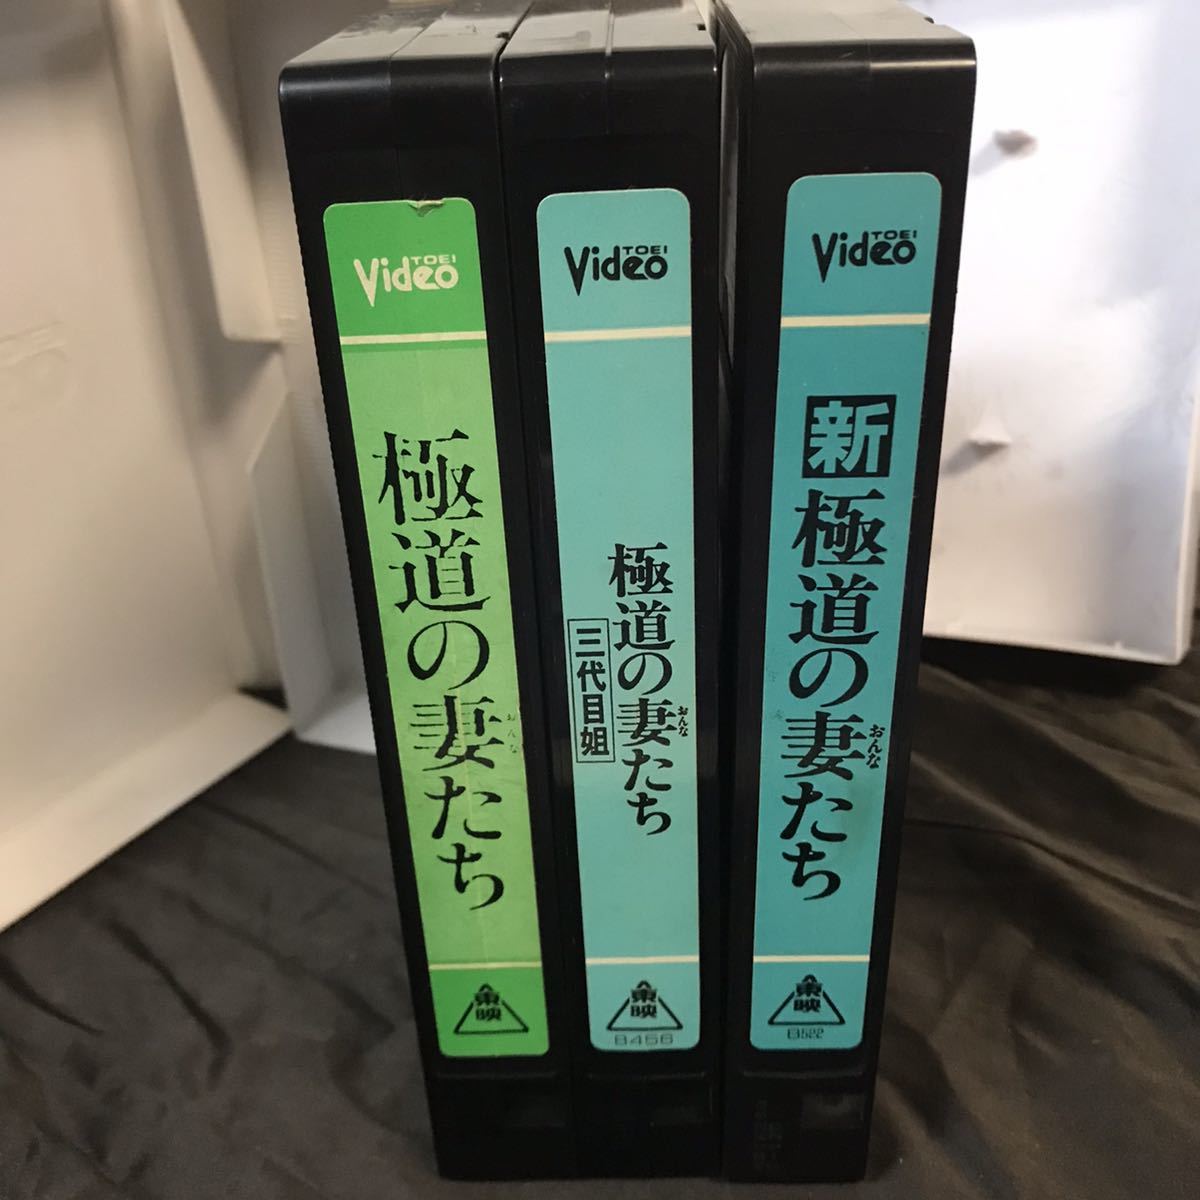 TOEI
Video
極道の妻たち
おんな
東映
TOEI
Video
極道の妻たち
おんな
三代目姐
東映
B456
TOEI
Video
新
極道の妻たち
おんな
東映
B522